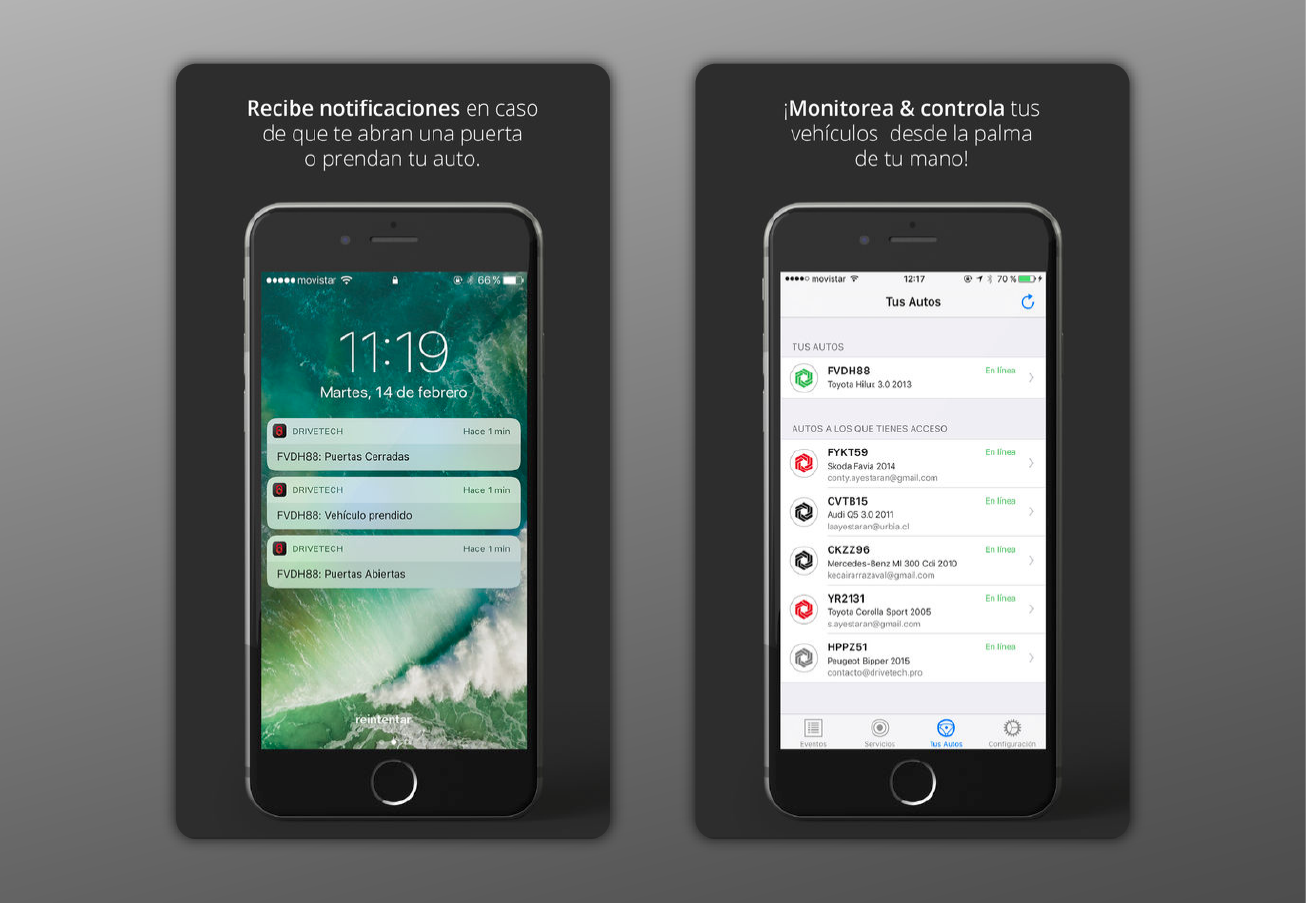 Recibe notificaciones en caso
de que te abran una puerta
o prendan tu auto.
movistar 66%
11:19
Martes, 14 de febrero
DRIVETECH Hace 1 min
FVDH88: Puertas Cerradas
DRIVETECH Hace 1 min
FVDH88: Vehículo prendido
DRIVETECH Hace 1 min
FVDH88: Puertas Abiertas
reintentar
¡Monitorea & controla tus
vehículos desde la palma
de tu mano!
movistar 12:17 70 %
Tus Autos
TUS AUTOS
FVDH88 En línea
Toyota Hilux 3.0 2013
AUTOS A LOS QUE TIENES ACCESO
FYKT59 En línea
Skoda Favia 2014
conty.ayestaran@gmail.com
CVTB15 En línea
Audi Q5 3.0 2011
laayestaran@urbia.cl
CKZZ96 En línea
Mercedes-Benz Ml 300 Cdi 2010
kecairarrazaval@gmail.com
YR2131 En línea
Toyota Corolla Sport 2005
s.ayestaran@gmail.com
HPPZ51 En línea
Peugeot Bipper 2015
contacto@drivetech.pro
Eventos Servicios Tus Autos Configuración